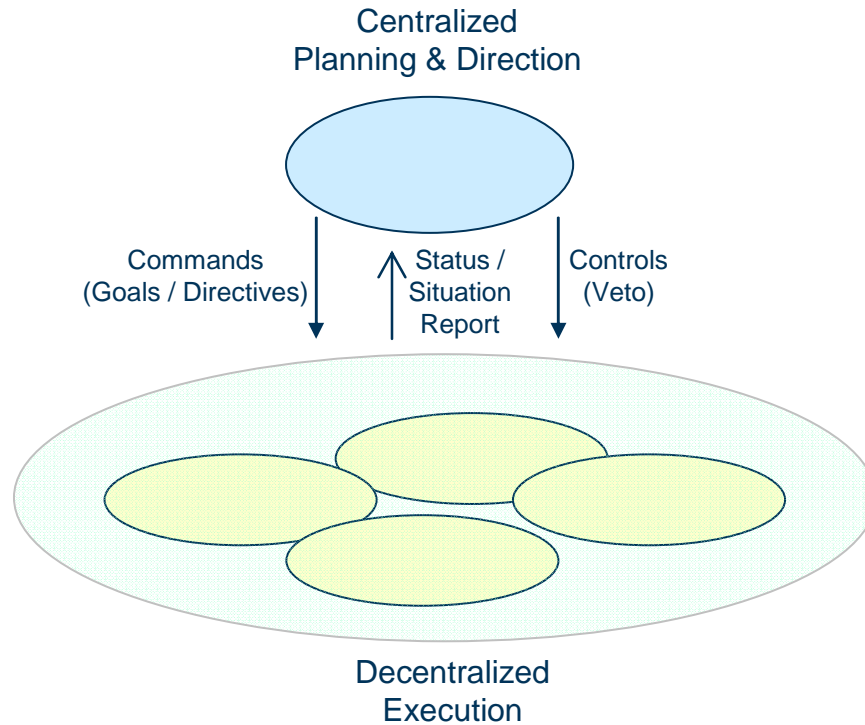 Centralized
Planning & Direction
Commands
(Goals / Directives)
Status /
Situation
Report
Controls
(Veto)
Decentralized
Execution